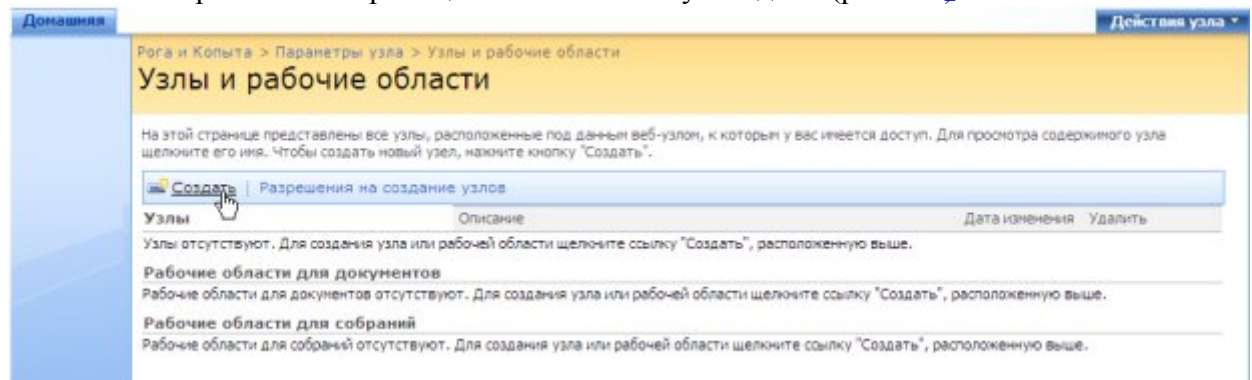 Домашняя
Действия узла
Рога и Копыта > Параметры узла > Узлы и рабочие области
Узлы и рабочие области
На этой странице представлены все узлы, расположенные под данным веб-узлом, к которым у вас имеется доступ. Для просмотра содержимого узла
щелкните его имя. Чтобы создать новый узел, нажмите кнопку "Создать".
Создать | Разрешения на создание узлов
Узлы Описание Дата изменения Удалить
Узлы отсутствуют. Для создания узла или рабочей области щелкните ссылку "Создать", расположенную выше.
Рабочие области для документов
Рабочие области для документов отсутствуют. Для создания узла или рабочей области щелкните ссылку "Создать", расположенную выше.
Рабочие области для собраний
Рабочие области для собраний отсутствуют. Для создания узла или рабочей области щелкните ссылку "Создать", расположенную выше.